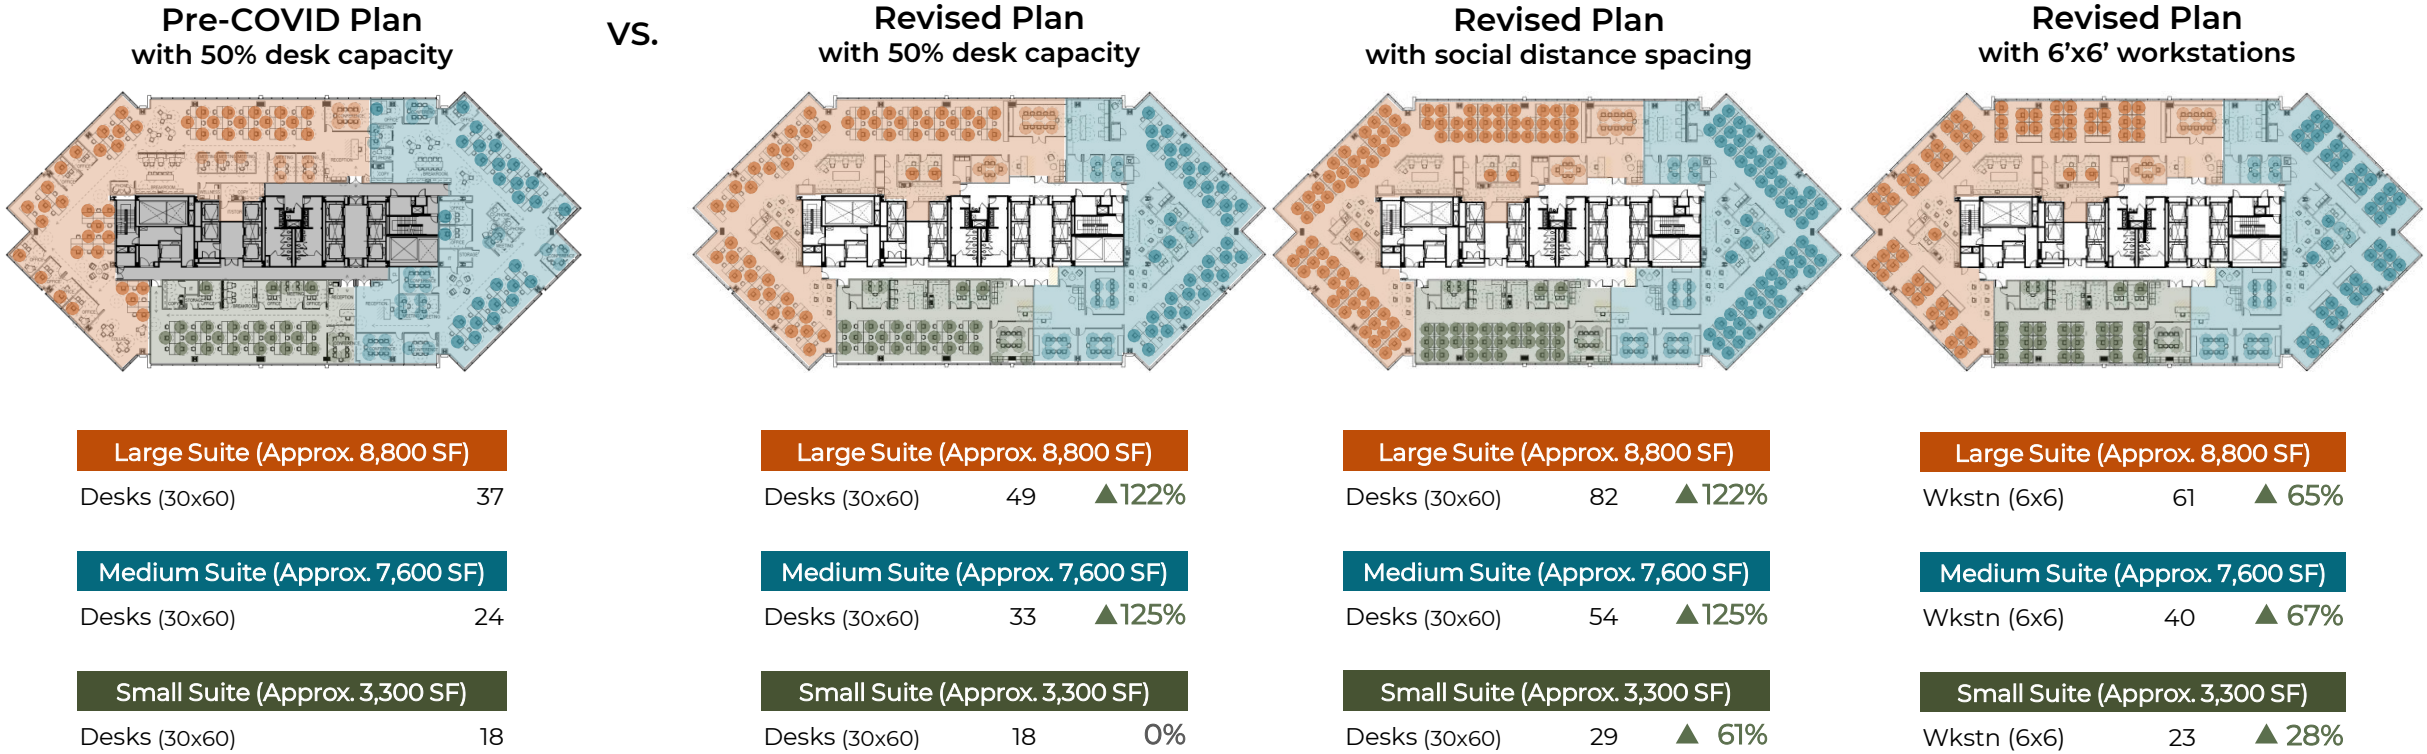 Pre-COVID Plan
with 50% desk capacity
vs.
Revised Plan
with 50% desk capacity
Revised Plan
with social distance spacing
Revised Plan
with 6’x6’ workstations
Large Suite (Approx. 8,800 SF)
Desks (30x60) 37
Medium Suite (Approx. 7,600 SF)
Desks (30x60) 24
Small Suite (Approx. 3,300 SF)
Desks (30x60) 18
Large Suite (Approx. 8,800 SF)
Desks (30x60) 49 ▲122%
Medium Suite (Approx. 7,600 SF)
Desks (30x60) 33 ▲125%
Small Suite (Approx. 3,300 SF)
Desks (30x60) 18 0%
Large Suite (Approx. 8,800 SF)
Desks (30x60) 82 ▲122%
Medium Suite (Approx. 7,600 SF)
Desks (30x60) 54 ▲125%
Small Suite (Approx. 3,300 SF)
Desks (30x60) 29 ▲ 61%
Large Suite (Approx. 8,800 SF)
Wkstn (6x6) 61 ▲ 65%
Medium Suite (Approx. 7,600 SF)
Wkstn (6x6) 40 ▲ 67%
Small Suite (Approx. 3,300 SF)
Wkstn (6x6) 23 ▲ 28%